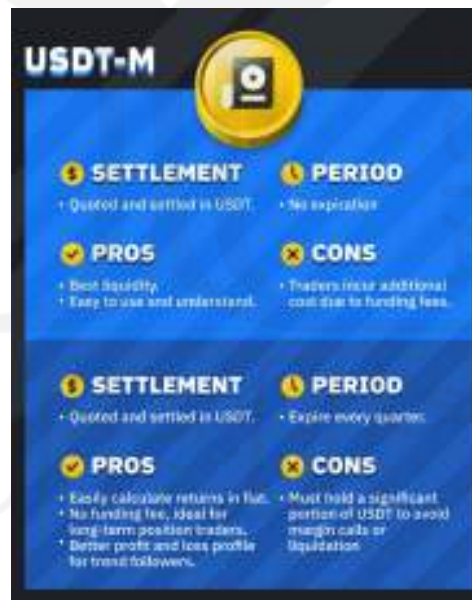 USDT-M
SETTLEMENT
• Quoted and settled in USDT.
PERIOD
• No expiration
PROS
• Best liquidity.
• Easy to use and understand.
CONS
• Traders incur additional
cost due to funding fees.
SETTLEMENT
• Quoted and settled in USDT.
PERIOD
• Expire every quarter.
PROS
• Easily calculate returns in fiat.
• No funding fee, ideal for
long-term position traders.
• Better profit and loss profile
for trend followers.
CONS
• Must hold a significant
portion of USDT to avoid
margin calls or
liquidation